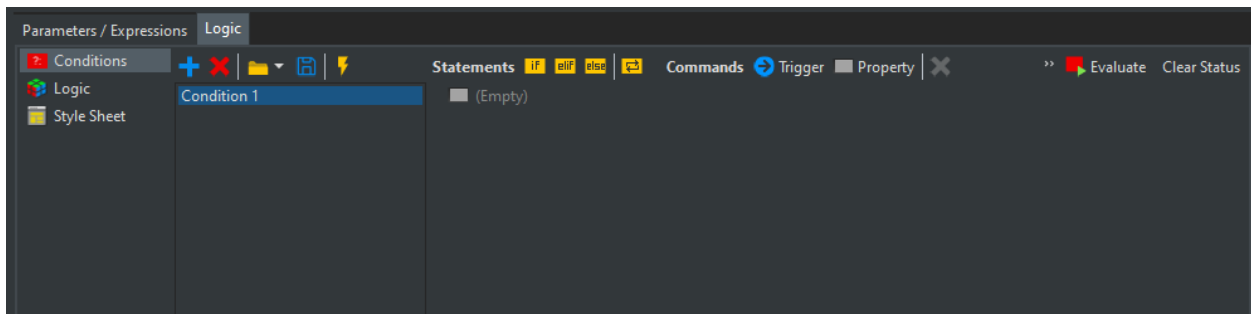 Parameters / Expressions Logic
?: Conditions
Statements if elif else Commands Trigger Property >> Evaluate Clear Status
Logic
Condition 1
(Empty)
Style Sheet